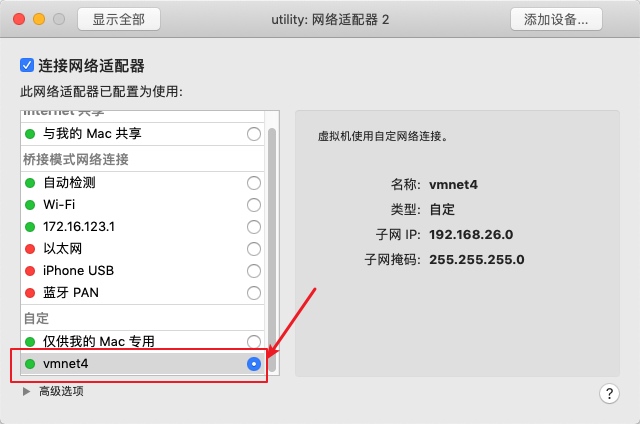 显示全部
utility: 网络适配器 2
添加设备...
连接网络适配器
此网络适配器已配置为使用:
Internet 共享
与我的 Mac 共享
桥接模式网络连接
自动检测
Wi-Fi
172.16.123.1
以太网
iPhone USB
蓝牙 PAN
自定
仅供我的 Mac 专用
vmnet4
高级选项
虚拟机使用自定网络连接。
名称: vmnet4
类型: 自定
子网 IP: 192.168.26.0
子网掩码: 255.255.255.0
?